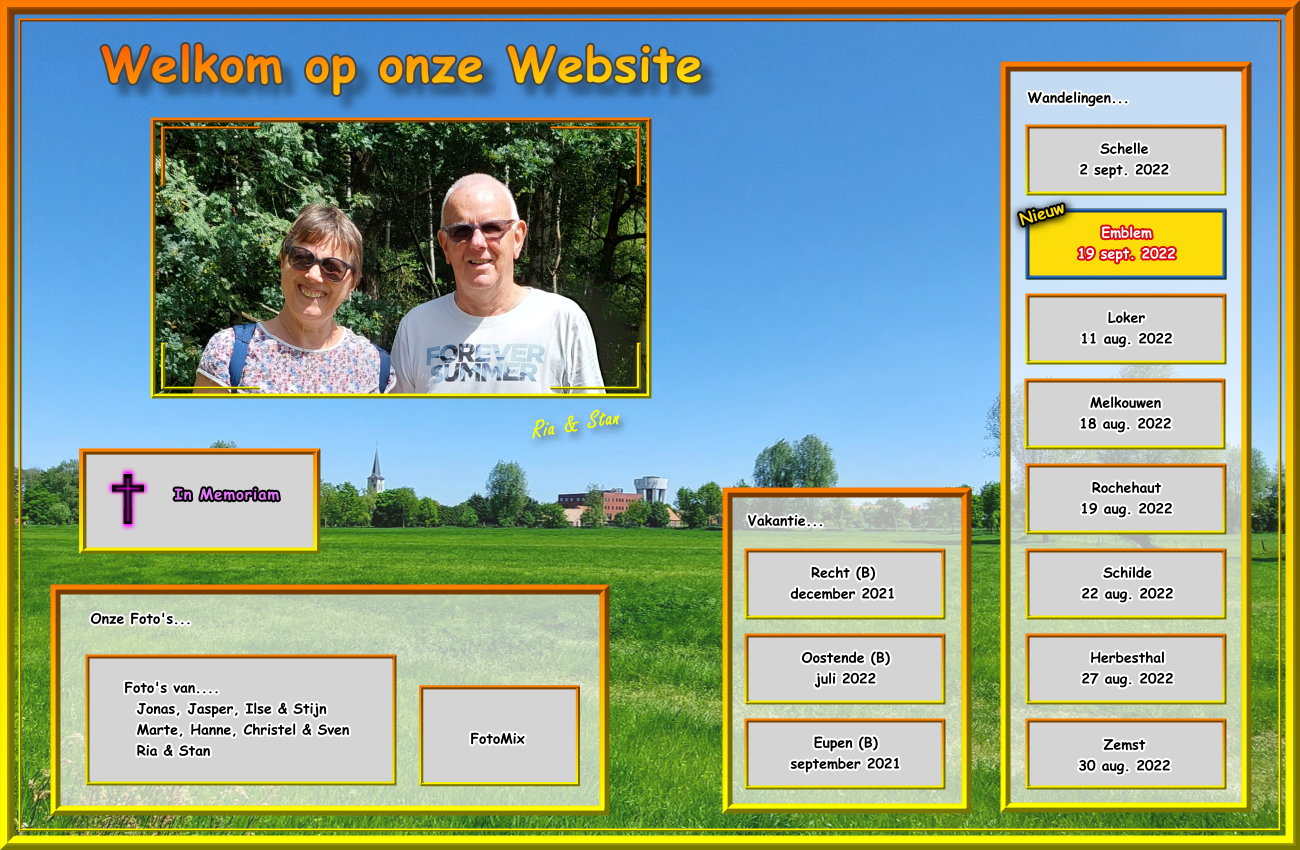 Welkom op onze Website
FOREVER
SUMMER
Ria & Stan
In Memoriam
Onze Foto's...
Foto's van....
Jonas, Jasper, Ilse & Stijn
Marte, Hanne, Christel & Sven
Ria & Stan
FotoMix
Vakantie...
Recht (B)
december 2021
Oostende (B)
juli 2022
Eupen (B)
september 2021
Wandelingen...
Schelle
2 sept. 2022
Nieuw
Emblem
19 sept. 2022
Loker
11 aug. 2022
Melkouwen
18 aug. 2022
Rochehaut
19 aug. 2022
Schilde
22 aug. 2022
Herbesthal
27 aug. 2022
Zemst
30 aug. 2022